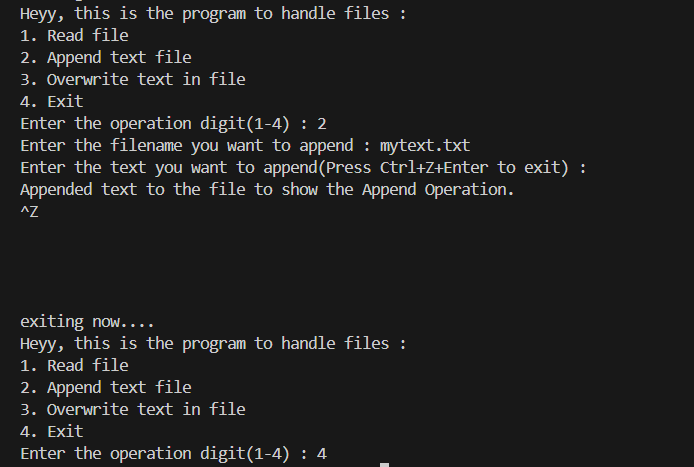 Heyy, this is the program to handle files :
1. Read file
2. Append text file
3. Overwrite text in file
4. Exit
Enter the operation digit(1-4) : 2
Enter the filename you want to append : mytext.txt
Enter the text you want to append(Press Ctrl+Z+Enter to exit) :
Appended text to the file to show the Append Operation.
^Z
exiting now....
Heyy, this is the program to handle files :
1. Read file
2. Append text file
3. Overwrite text in file
4. Exit
Enter the operation digit(1-4) : 4